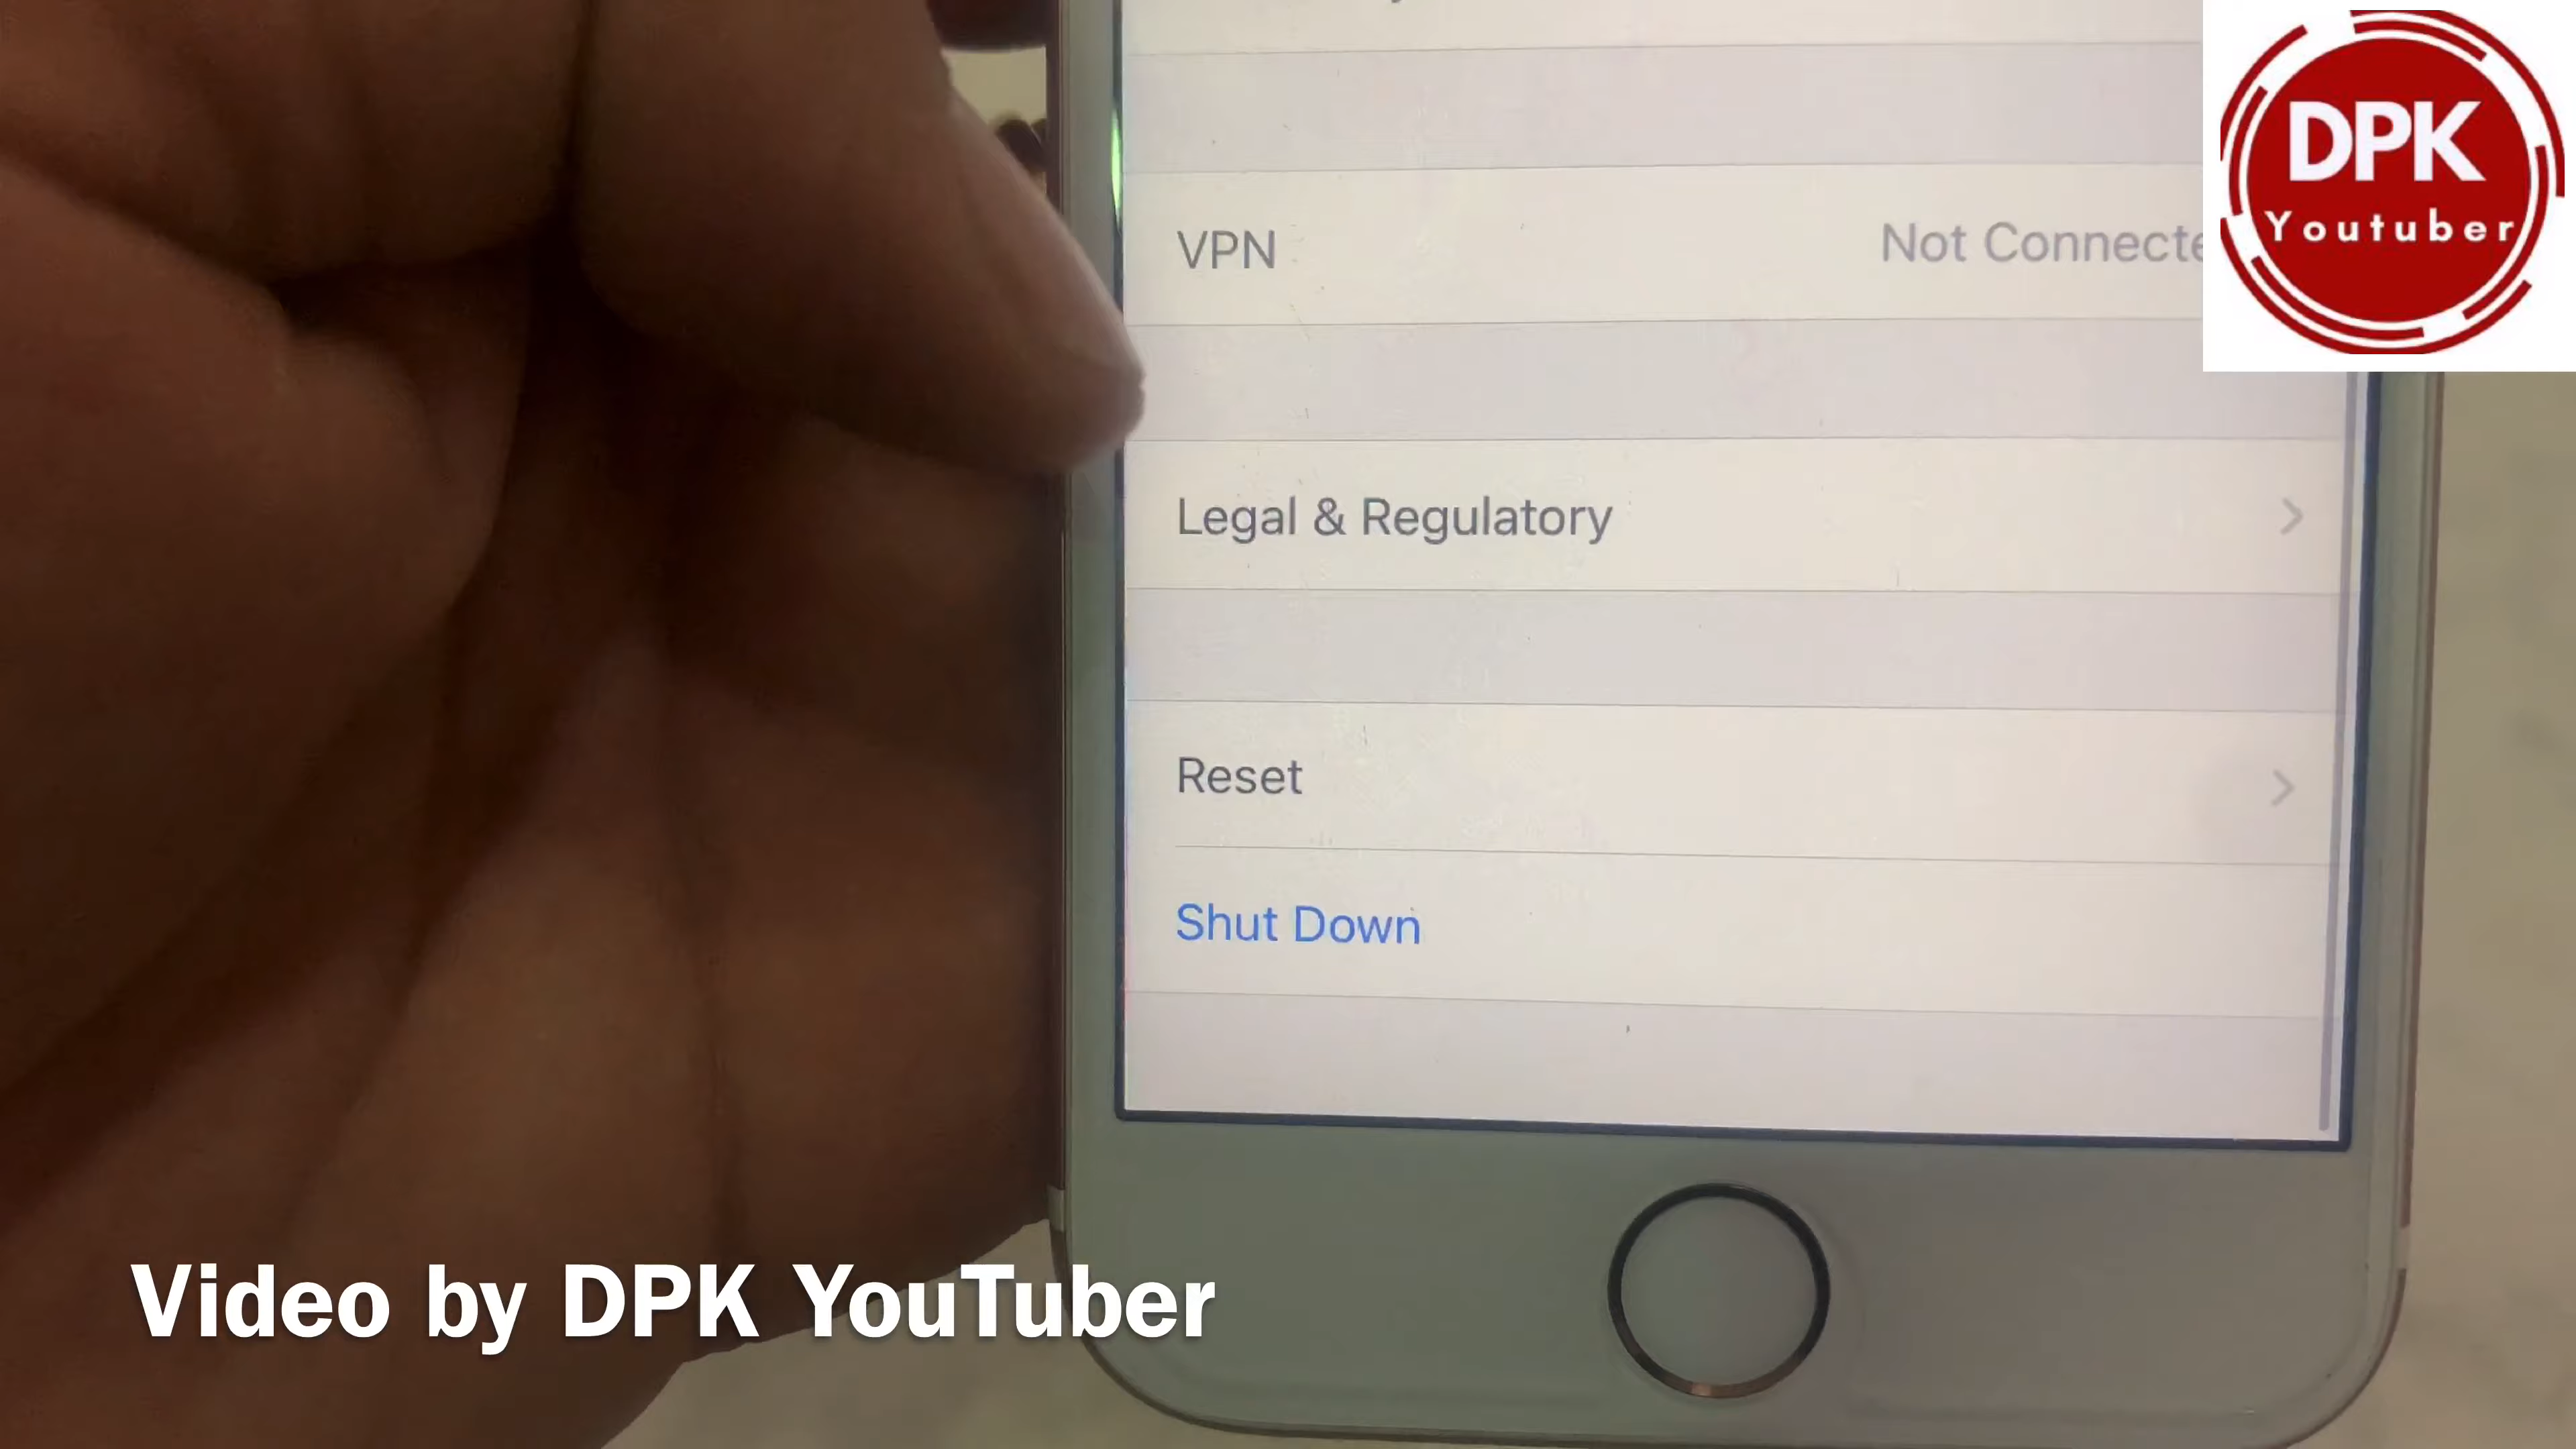 DPK
Youtuber
VPN
Not Connecte
Legal & Regulatory
Reset
Shut Down
Video by DPK YouTuber